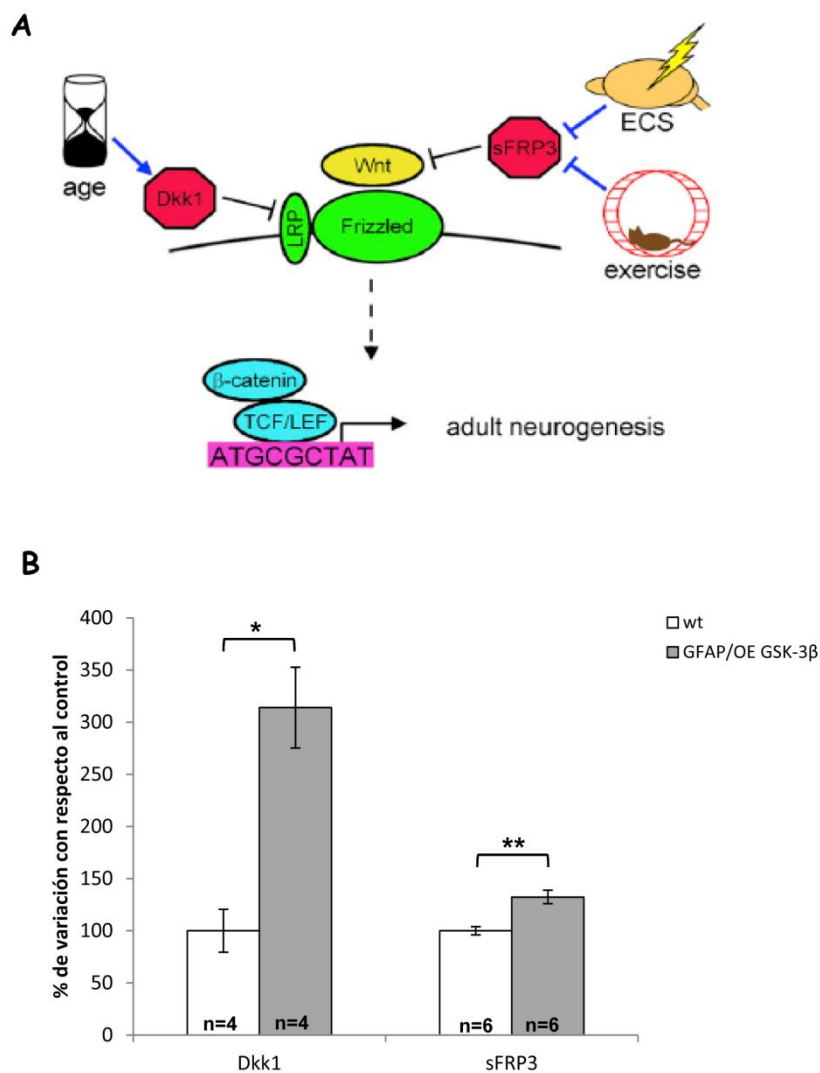 A
age
Dkk1
LRP
Wnt
Frizzled
sFRP3
ECS
exercise
β-catenin
TCF/LEF
ATGCGCTAT
adult neurogenesis
B
% de variación con respecto al control
400
350
300
250
200
150
100
50
0
*
**
n=4
n=4
n=6
n=6
Dkk1
sFRP3
wt
GFAP/OE GSK-3β